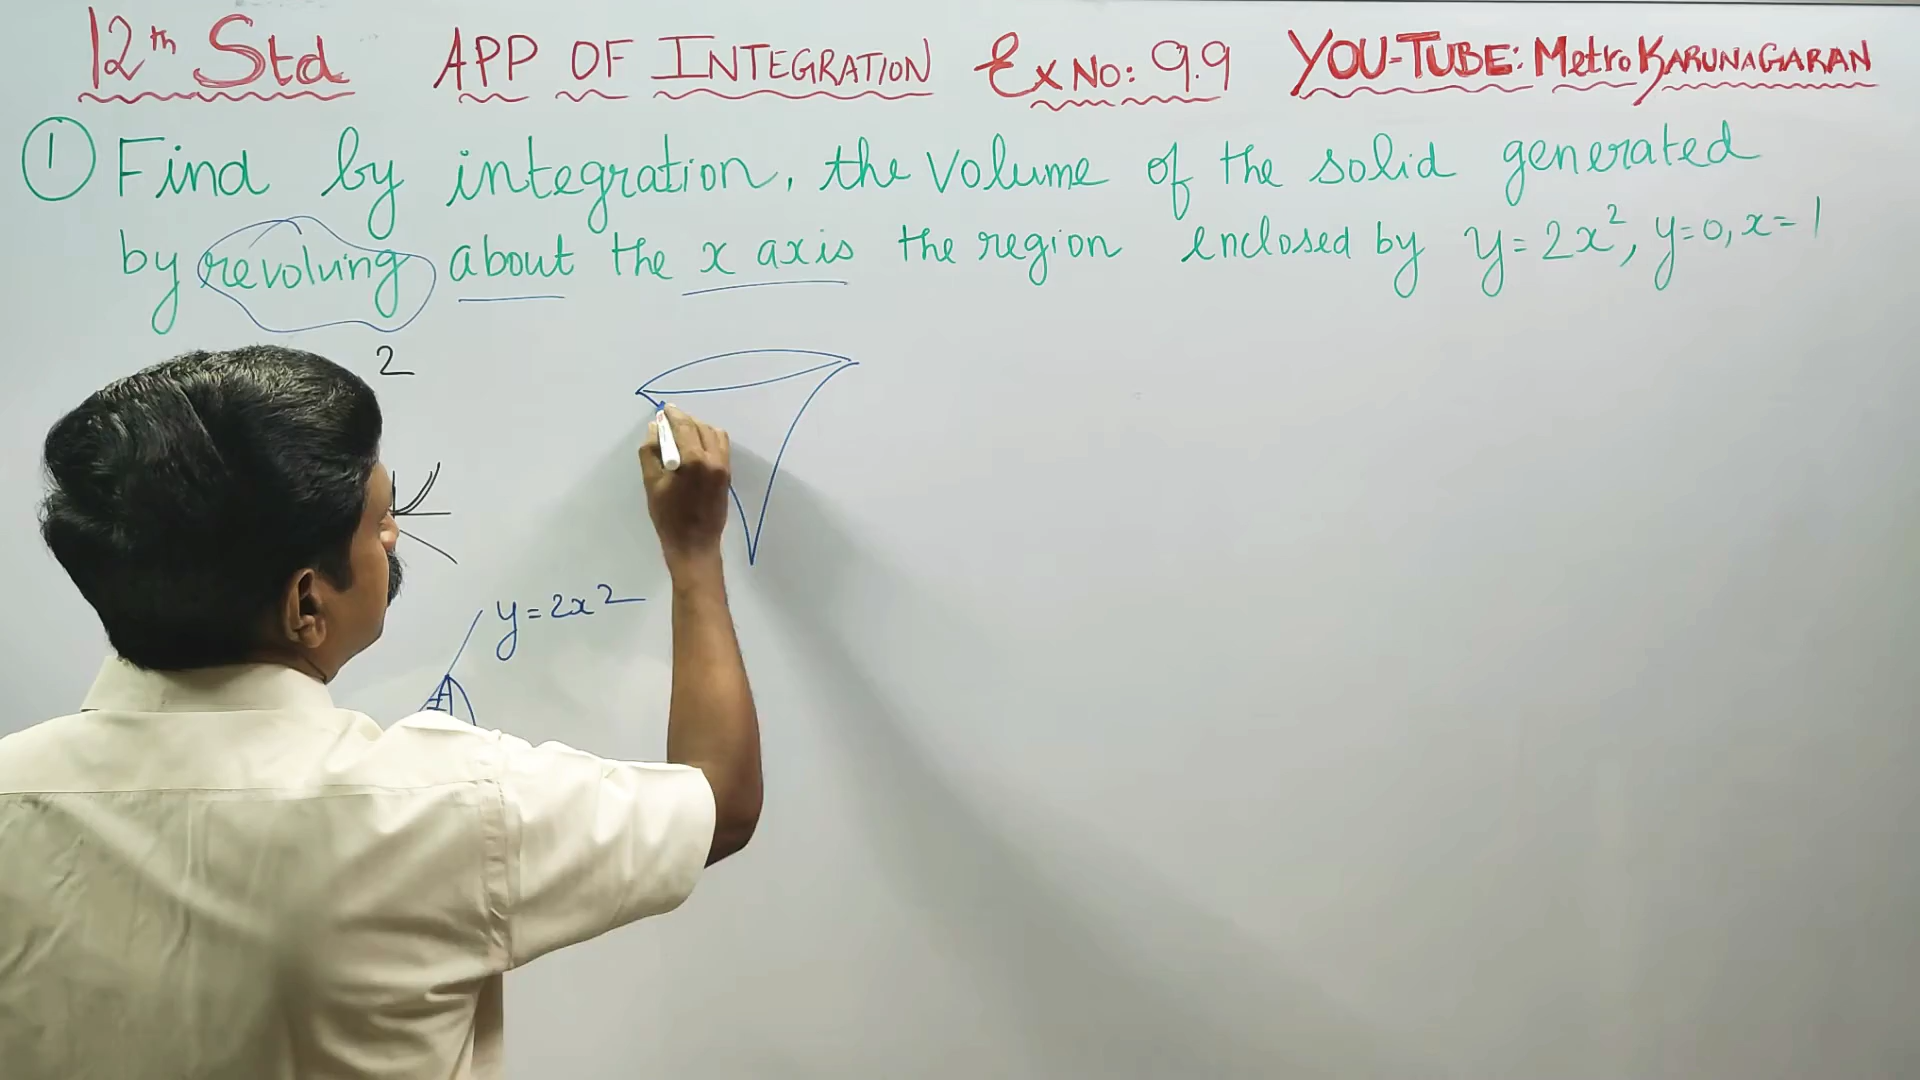 12th Std APP OF INTEGRATION Ex No: 9.9 YOU-TUBE: Metro KARUNAGARAN
① Find by integration, the volume of the solid generated
by revolving about the x axis the region enclosed by y=2x², y=0, x=1
2
y=2x²